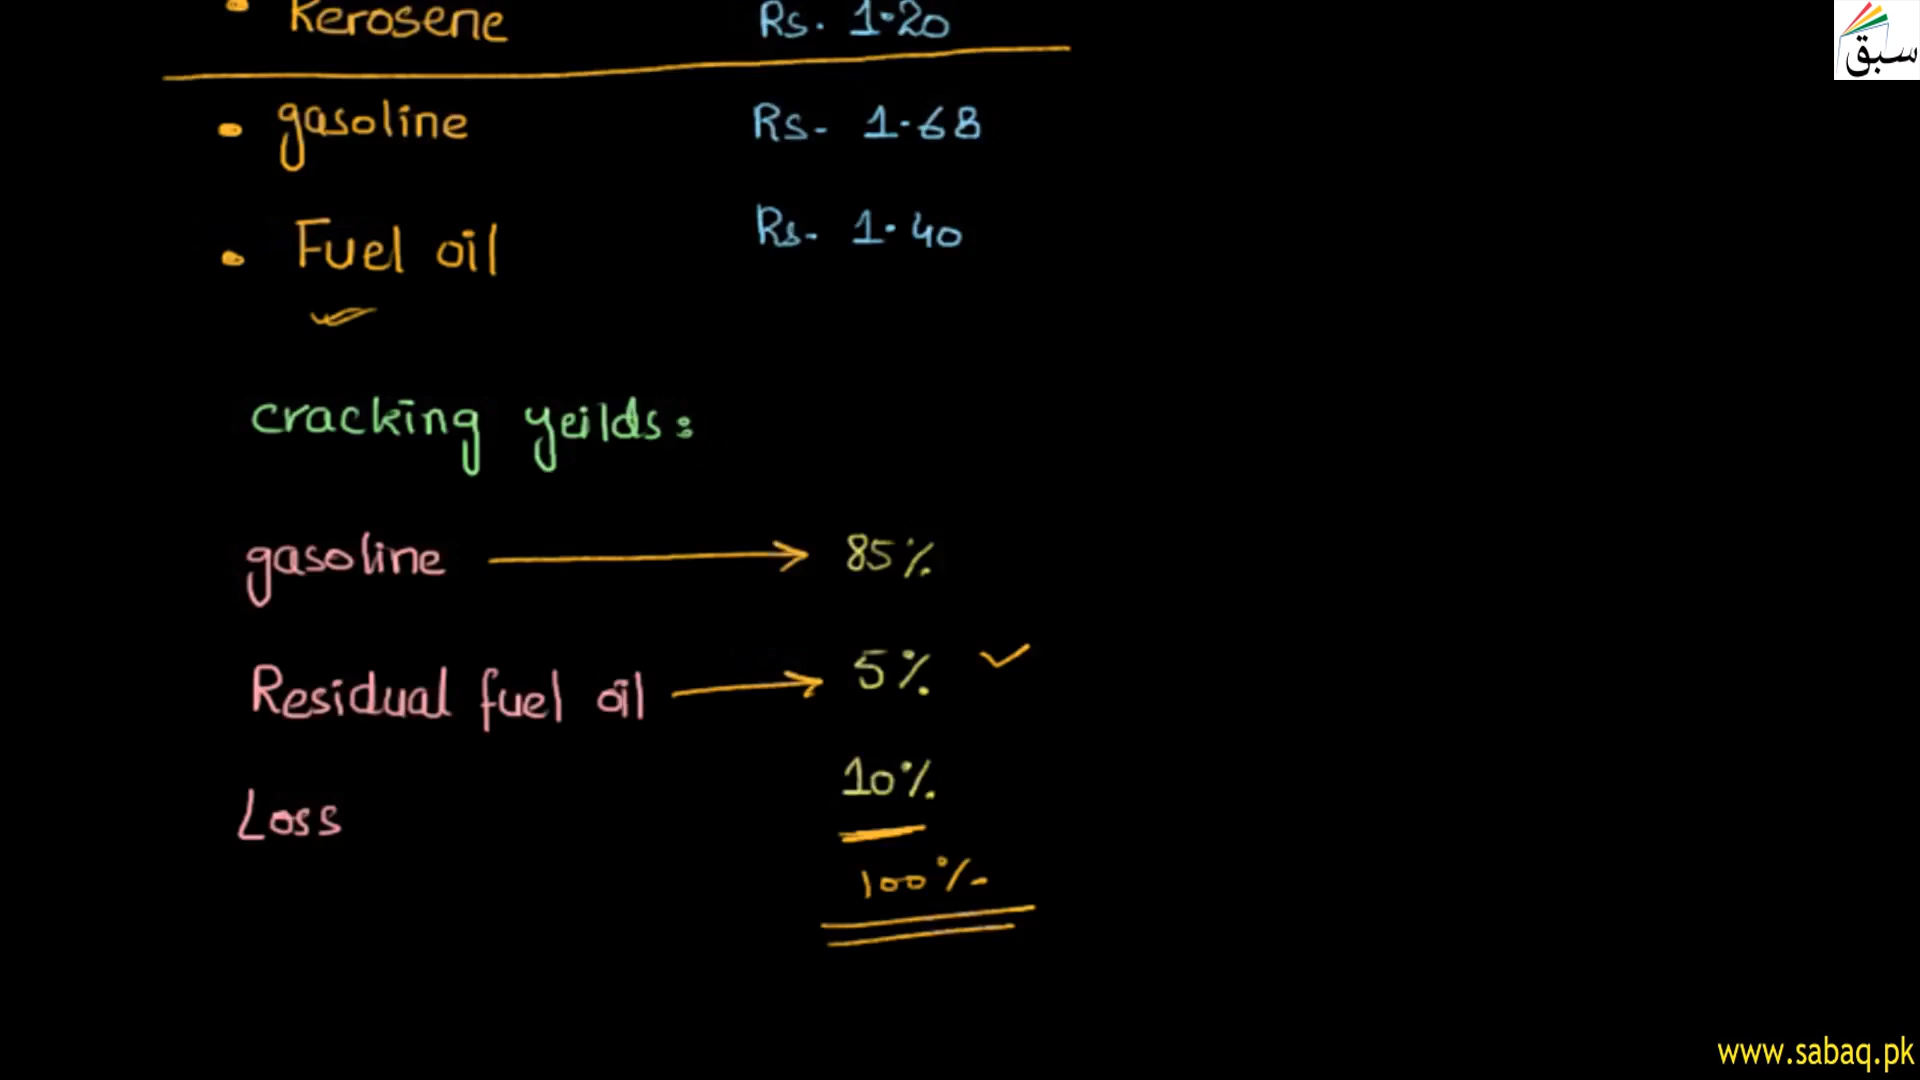 سبق
• Kerosene Rs. 1.20
• gasoline Rs- 1.68
• Fuel oil Rs- 1.40
cracking yeilds:
gasoline → 85%
Residual fuel oil → 5% ✓
Loss 10%
100%
www.sabaq.pk